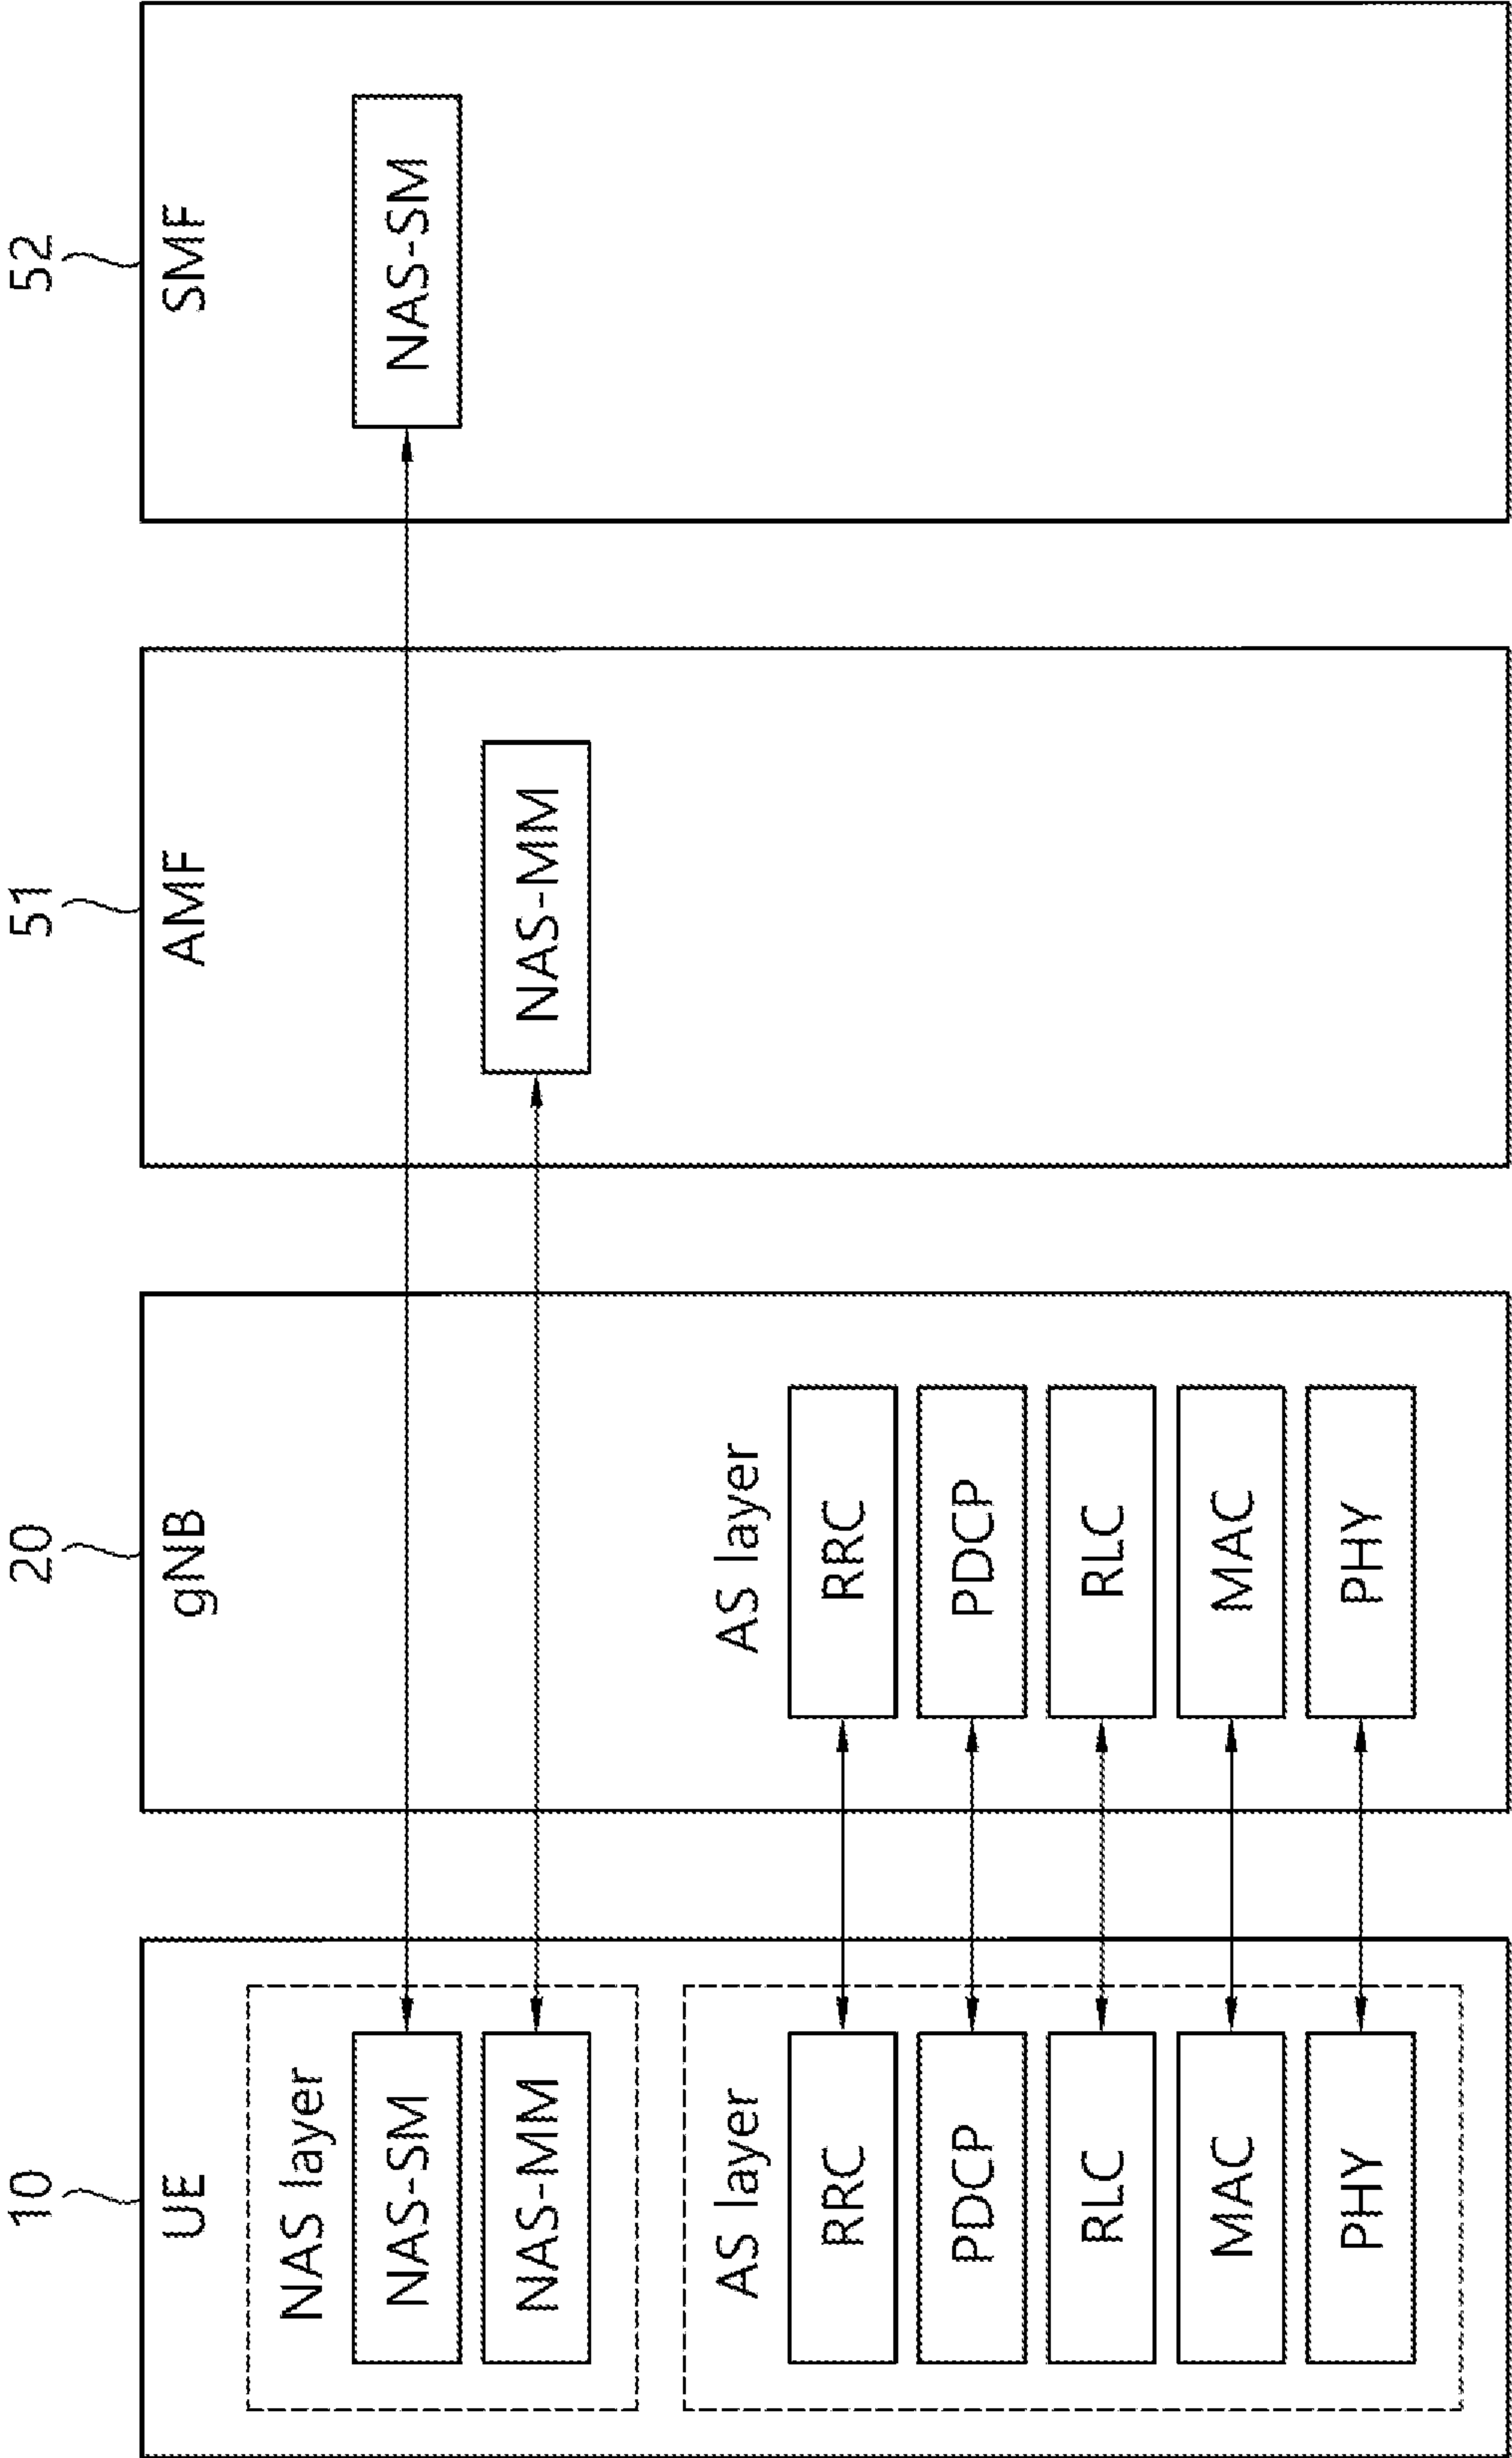 10
UE
NAS layer
NAS-SM
NAS-MM
AS layer
RRC
PDCP
RLC
MAC
PHY
20
gNB
AS layer
RRC
PDCP
RLC
MAC
PHY
51
AMF
NAS-MM
52
SMF
NAS-SM